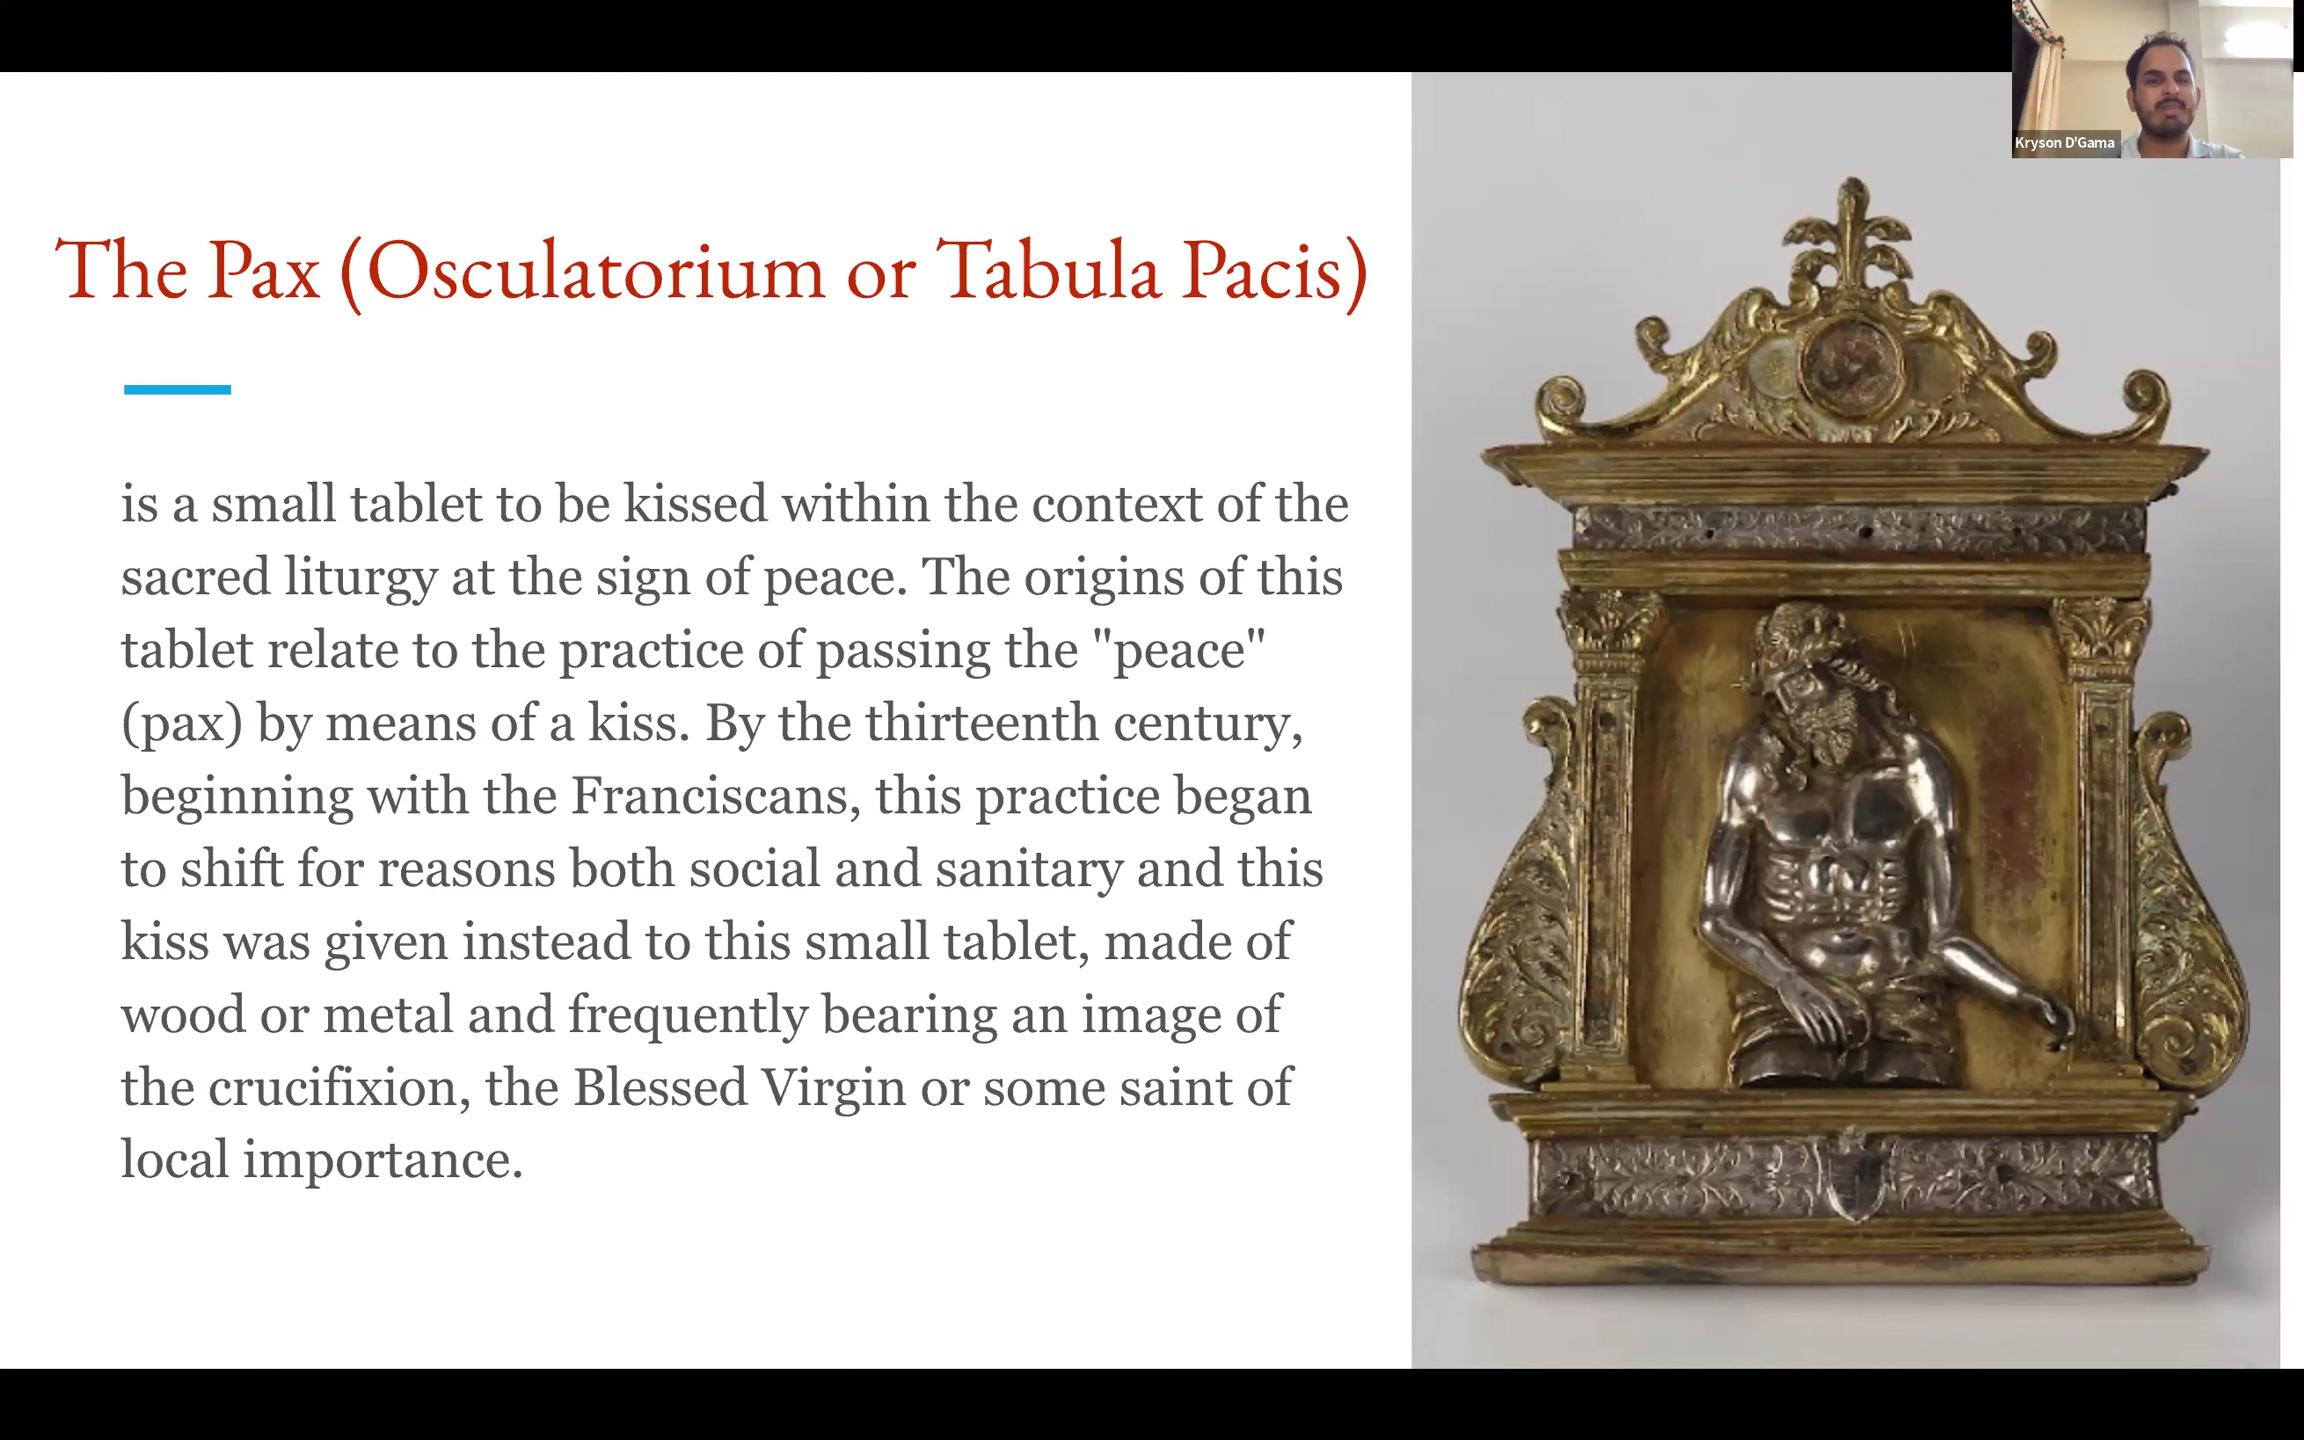 The Pax (Osculatorium or Tabula Pacis)
is a small tablet to be kissed within the context of the
sacred liturgy at the sign of peace. The origins of this
tablet relate to the practice of passing the "peace"
(pax) by means of a kiss. By the thirteenth century,
beginning with the Franciscans, this practice began
to shift for reasons both social and sanitary and this
kiss was given instead to this small tablet, made of
wood or metal and frequently bearing an image of
the crucifixion, the Blessed Virgin or some saint of
local importance.
Kryson D'Gama